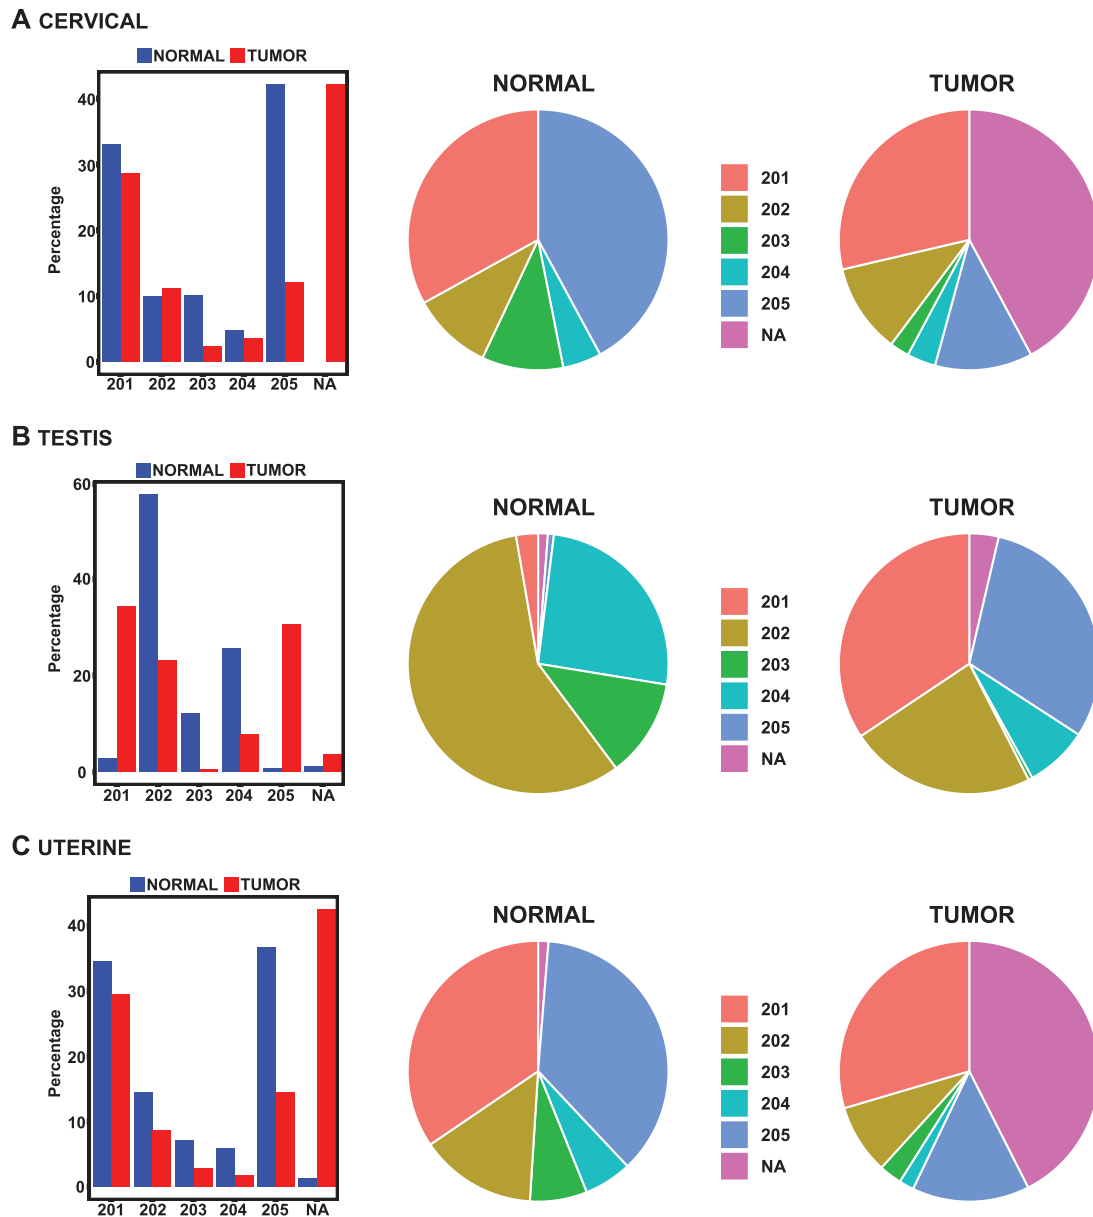 A CERVICAL
NORMAL TUMOR
Percentage
40
30
20
10
0
201 202 203 204 205 NA
NORMAL
201
202
203
204
205
NA
TUMOR
B TESTIS
NORMAL TUMOR
Percentage
60
40
20
0
201 202 203 204 205 NA
NORMAL
201
202
203
204
205
NA
TUMOR
C UTERINE
NORMAL TUMOR
Percentage
40
30
20
10
0
201 202 203 204 205 NA
NORMAL
201
202
203
204
205
NA
TUMOR